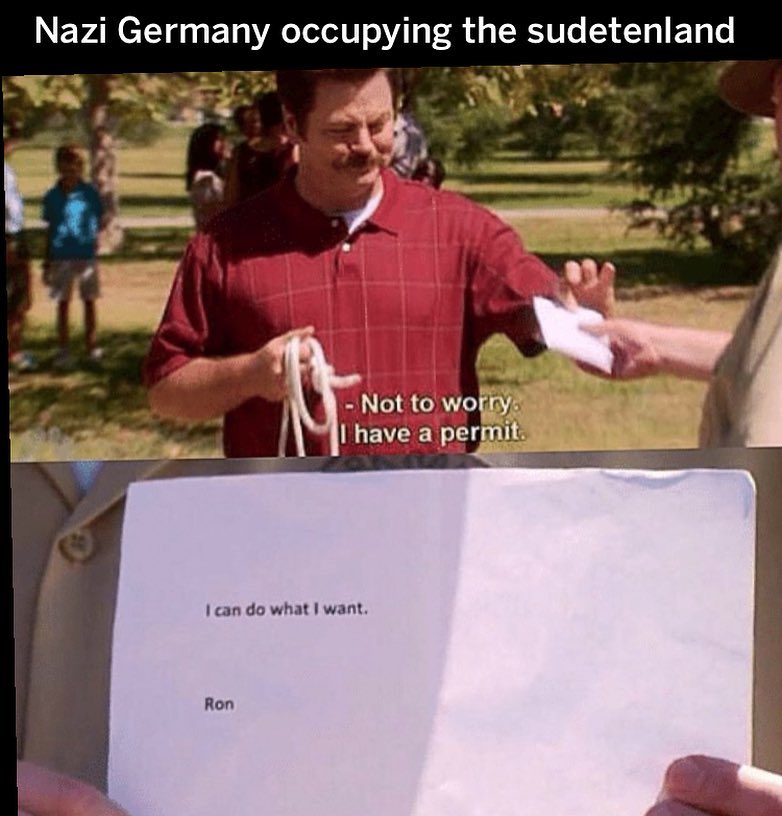 Nazi Germany occupying the sudetenland
- Not to worry.
I have a permit.
I can do what I want.
Ron